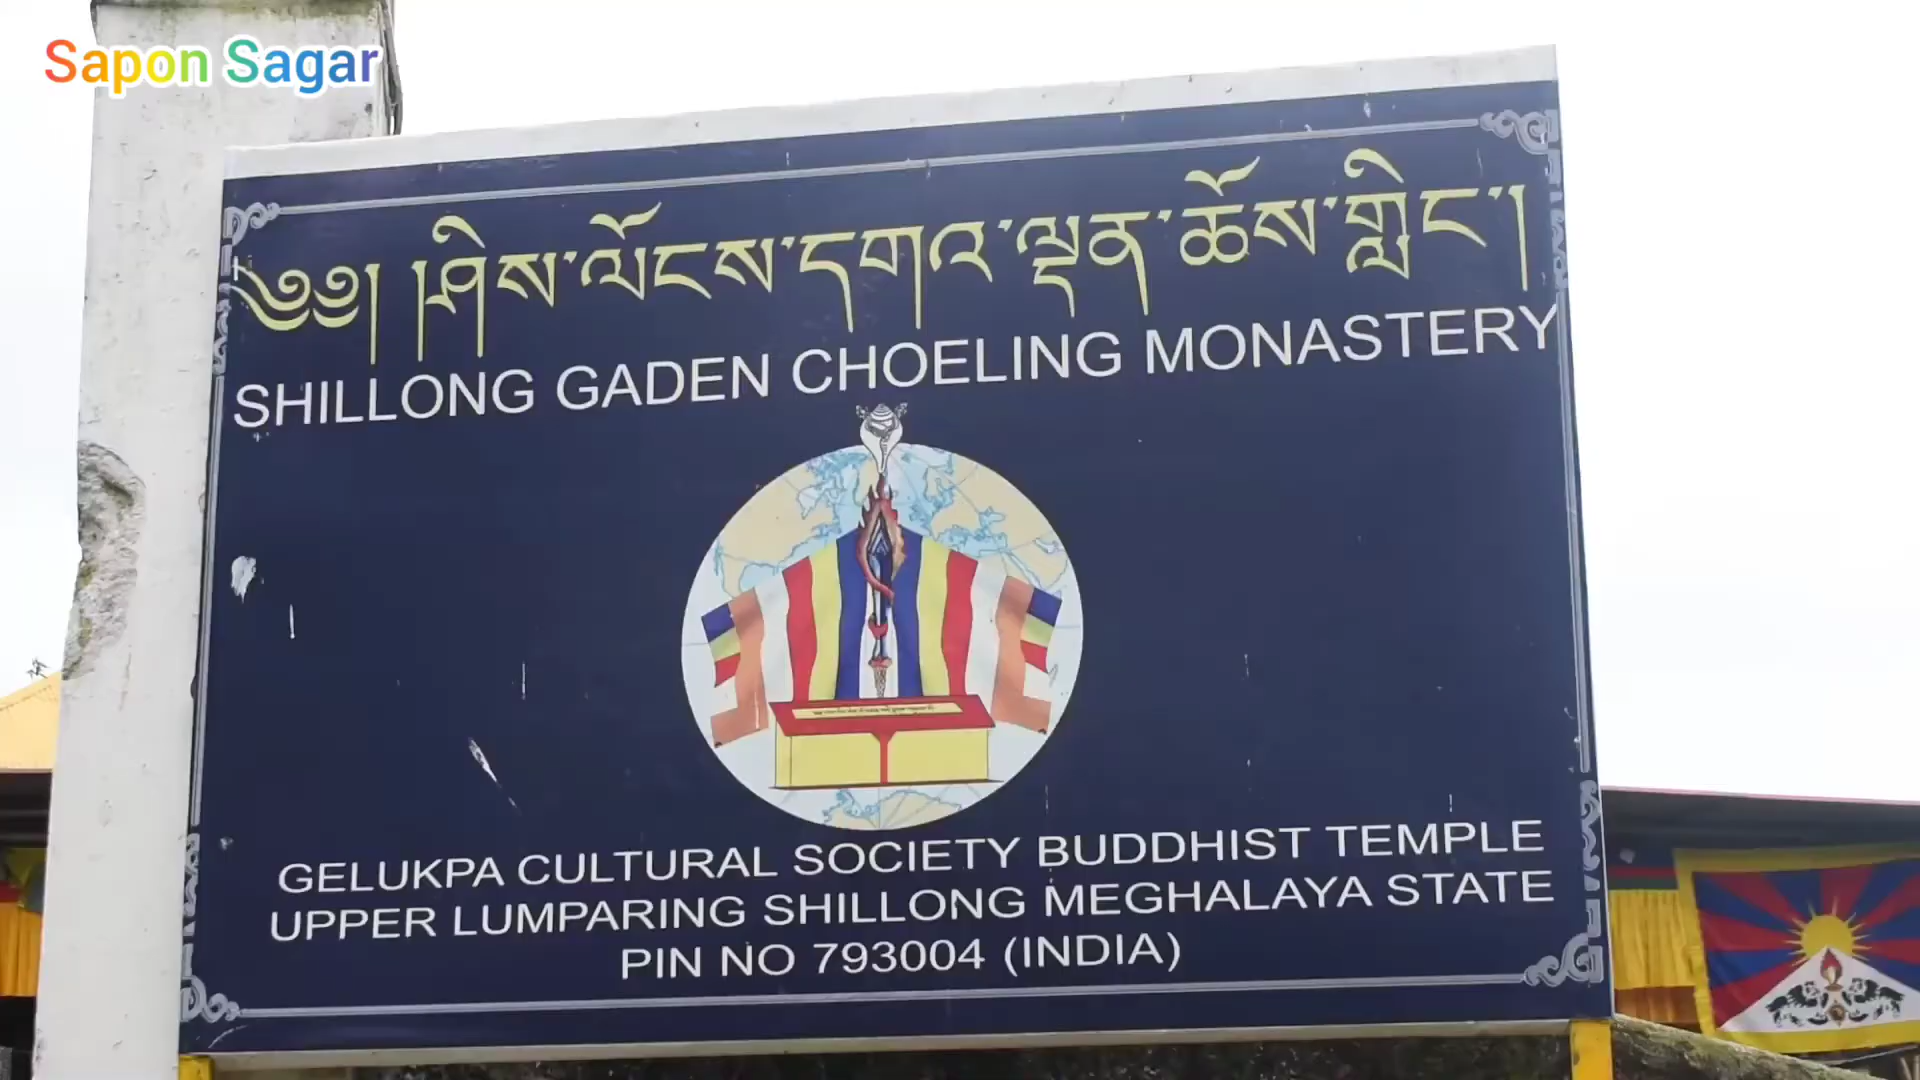 Sapon Sagar
༄༅། །ཤིས་ལོངས་དགའ་ལྡན་ཆོས་གླིང་།
SHILLONG GADEN CHOELING MONASTERY
GELUKPA CULTURAL SOCIETY BUDDHIST TEMPLE
UPPER LUMPARING SHILLONG MEGHALAYA STATE
PIN NO 793004 (INDIA)